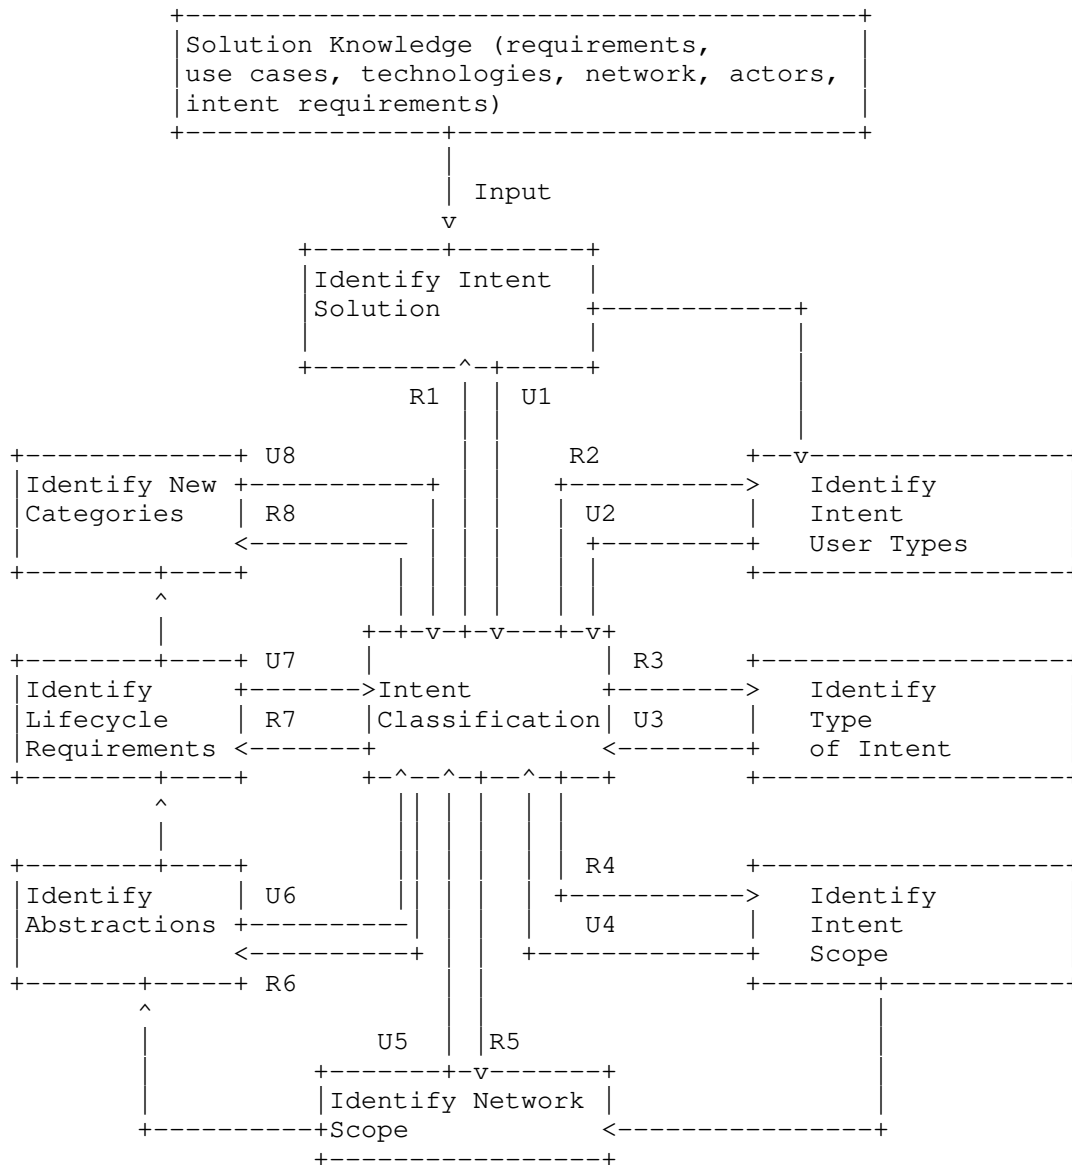 Solution Knowledge (requirements,
use cases, technologies, network, actors,
intent requirements)
Input
Identify Intent
Solution
R1 U1
U8 R2
Identify New Identify
Categories R8 U2 Intent
User Types
U7 R3
Identify Intent Identify
Lifecycle R7 Classification U3 Type
Requirements of Intent
R4
Identify U6 Identify
Abstractions U4 Intent
Scope
R6
U5 R5
Identify Network
Scope